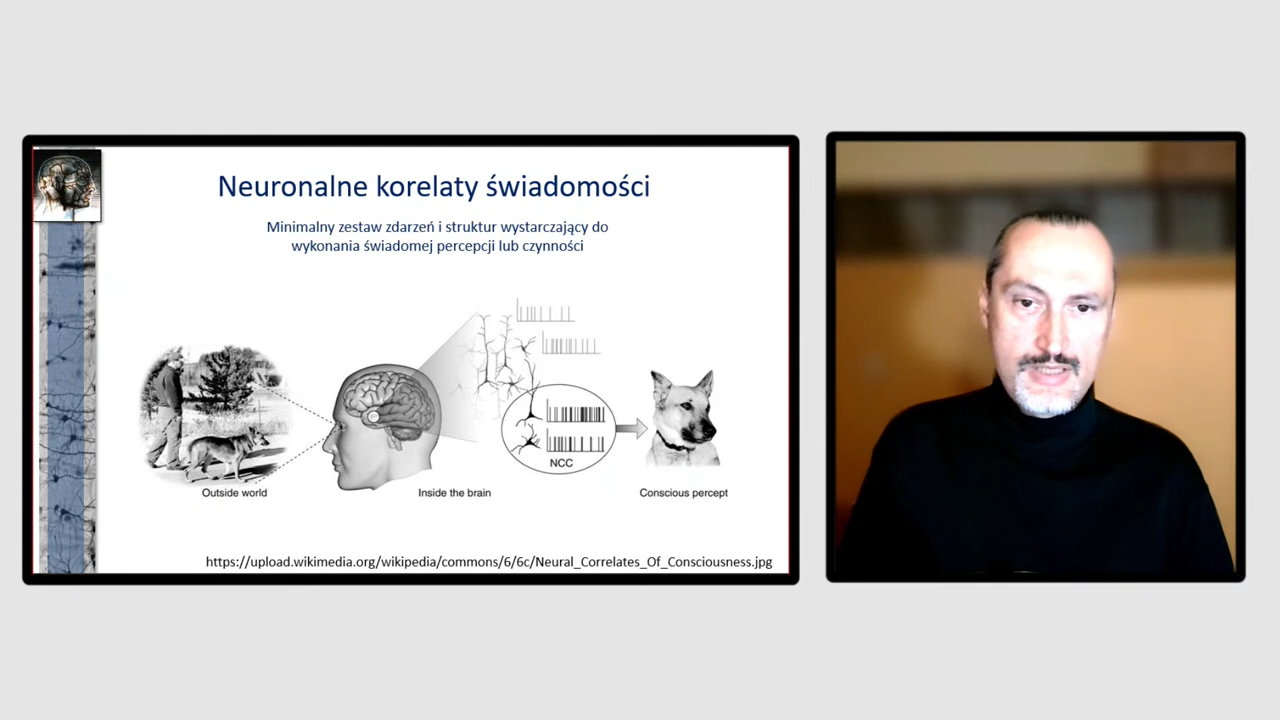 Neuronalne korelaty świadomości
Minimalny zestaw zdarzeń i struktur wystarczający do
wykonania świadomej percepcji lub czynności
NCC
Outside world
Inside the brain
Conscious percept
https://upload.wikimedia.org/wikipedia/commons/6/6c/Neural_Correlates_Of_Consciousness.jpg